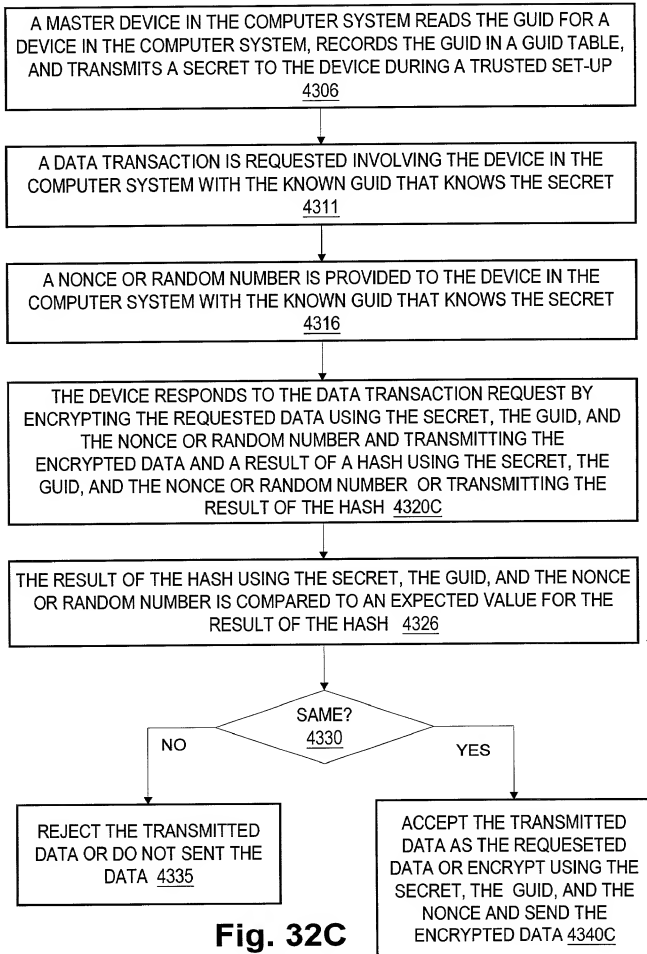 A MASTER DEVICE IN THE COMPUTER SYSTEM READS THE GUID FOR A
DEVICE IN THE COMPUTER SYSTEM, RECORDS THE GUID IN A GUID TABLE,
AND TRANSMITS A SECRET TO THE DEVICE DURING A TRUSTED SET-UP
4306
A DATA TRANSACTION IS REQUESTED INVOLVING THE DEVICE IN THE
COMPUTER SYSTEM WITH THE KNOWN GUID THAT KNOWS THE SECRET
4311
A NONCE OR RANDOM NUMBER IS PROVIDED TO THE DEVICE IN THE
COMPUTER SYSTEM WITH THE KNOWN GUID THAT KNOWS THE SECRET
4316
THE DEVICE RESPONDS TO THE DATA TRANSACTION REQUEST BY
ENCRYPTING THE REQUESTED DATA USING THE SECRET, THE GUID, AND
THE NONCE OR RANDOM NUMBER AND TRANSMITTING THE
ENCRYPTED DATA AND A RESULT OF A HASH USING THE SECRET, THE
GUID, AND THE NONCE OR RANDOM NUMBER OR TRANSMITTING THE
RESULT OF THE HASH 4320C
THE RESULT OF THE HASH USING THE SECRET, THE GUID, AND THE NONCE
OR RANDOM NUMBER IS COMPARED TO AN EXPECTED VALUE FOR THE
RESULT OF THE HASH 4326
SAME?
4330
NO
YES
REJECT THE TRANSMITTED
DATA OR DO NOT SENT THE
DATA 4335
ACCEPT THE TRANSMITTED
DATA AS THE REQUESETED
DATA OR ENCRYPT USING THE
SECRET, THE GUID, AND THE
NONCE AND SEND THE
ENCRYPTED DATA 4340C
Fig. 32C